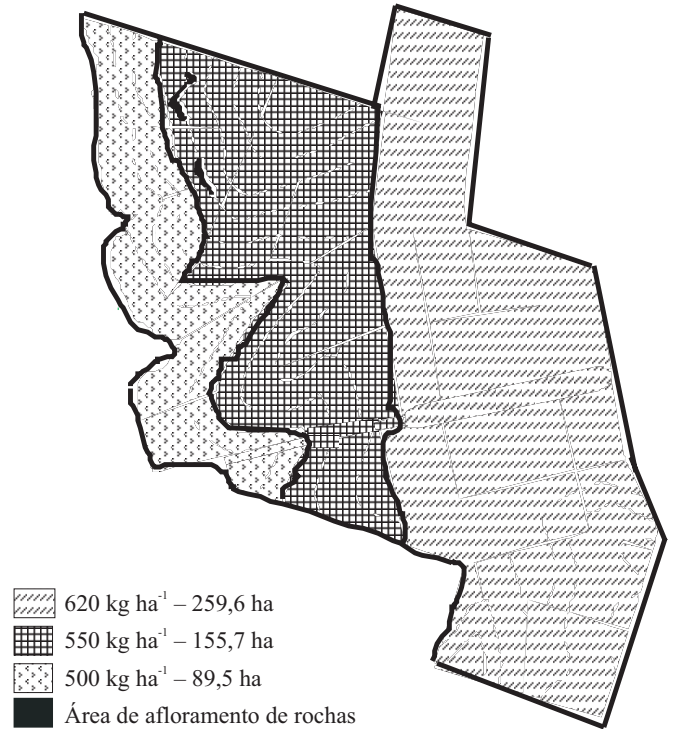 620 kg ha⁻¹ – 259,6 ha
550 kg ha⁻¹ – 155,7 ha
500 kg ha⁻¹ – 89,5 ha
Área de afloramento de rochas